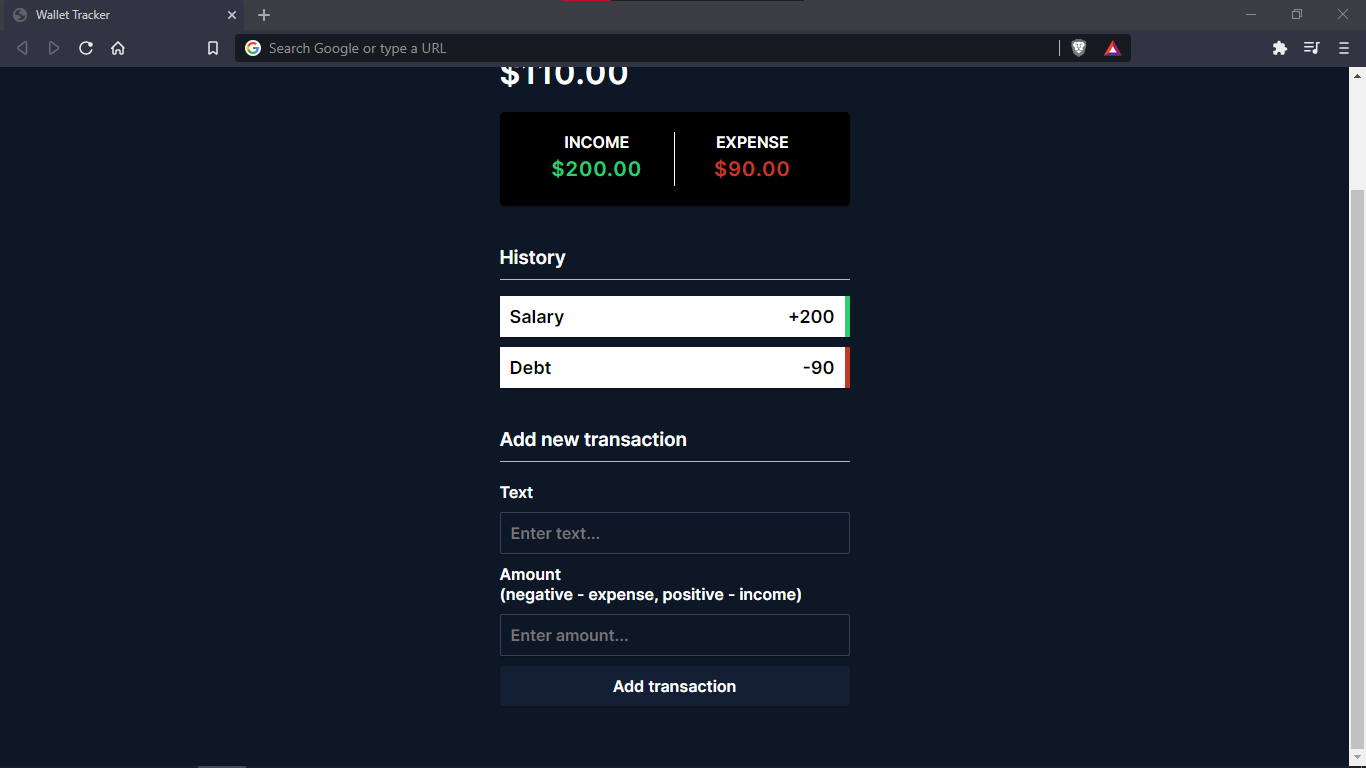 Wallet Tracker
Search Google or type a URL
$110.00
INCOME EXPENSE
$200.00 $90.00
History
Salary +200
Debt -90
Add new transaction
Text
Enter text...
Amount
(negative - expense, positive - income)
Enter amount...
Add transaction